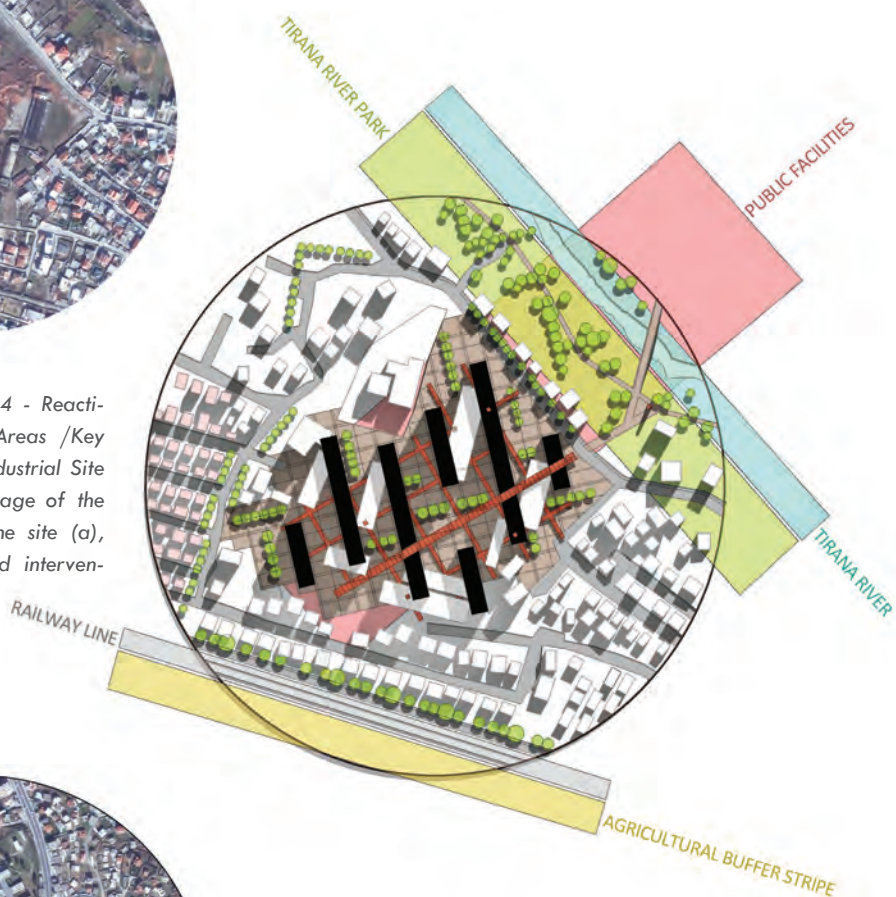 TIRANA RIVER PARK
PUBLIC FACILITIES
4 - Reacti-
Areas /Key
dustrial Site
age of the
ne site (a),
d interven-
RAILWAY LINE
TIRANA RIVER
AGRICULTURAL BUFFER STRIPE